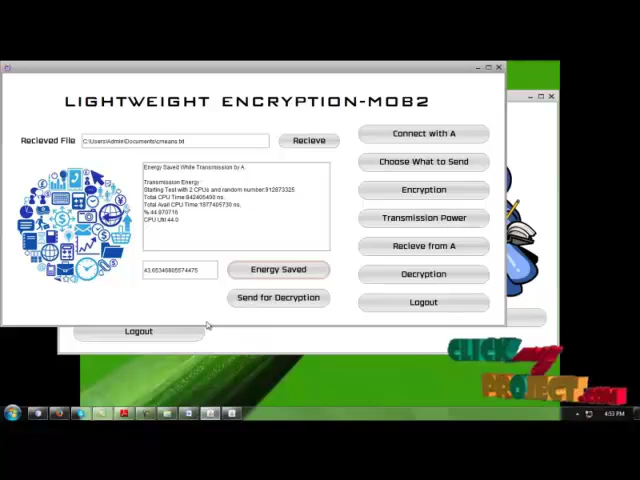 LIGHTWEIGHT ENCRYPTION-MOB2
Recieved File
C:\Users\Admin\Documents\cmeans.txt
Recieve
Connect with A
Choose What to Send
Encryption
Transmission Power
Recieve from A
Decryption
Logout
Energy Saved While Transmission by A
Transmission Energy :
Starting Test with 2 CPUs and random number:912873325
Total CPU Time:842405400 ns.
Total Avail CPU Time:1877405730 ns.
%:44.870716
CPU Util:44.0
43.65346805574475
Energy Saved
Send for Decryption
Logout
CLICK MY
PROJECT.COM
4:53 PM